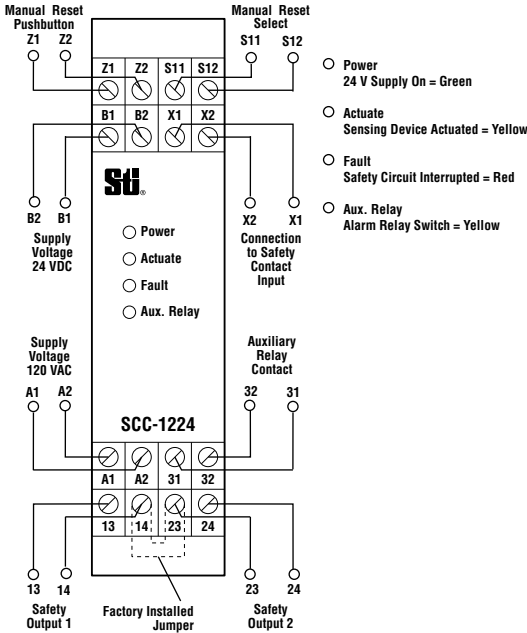 Manual Reset
Pushbutton
Z1 Z2
Manual Reset
Select
S11 S12
Z1 Z2 S11 S12
B1 B2 X1 X2
Sti®
B2 B1
Supply
Voltage
24 VDC
X2 X1
Connection
to Safety
Contact
Input
Power
Actuate
Fault
Aux. Relay
Supply
Voltage
120 VAC
A1 A2
Auxiliary
Relay
Contact
32 31
SCC-1224
A1 A2 31 32
13 14 23 24
13 14
Safety
Output 1
Factory Installed
Jumper
23 24
Safety
Output 2
Power
24 V Supply On = Green
Actuate
Sensing Device Actuated = Yellow
Fault
Safety Circuit Interrupted = Red
Aux. Relay
Alarm Relay Switch = Yellow